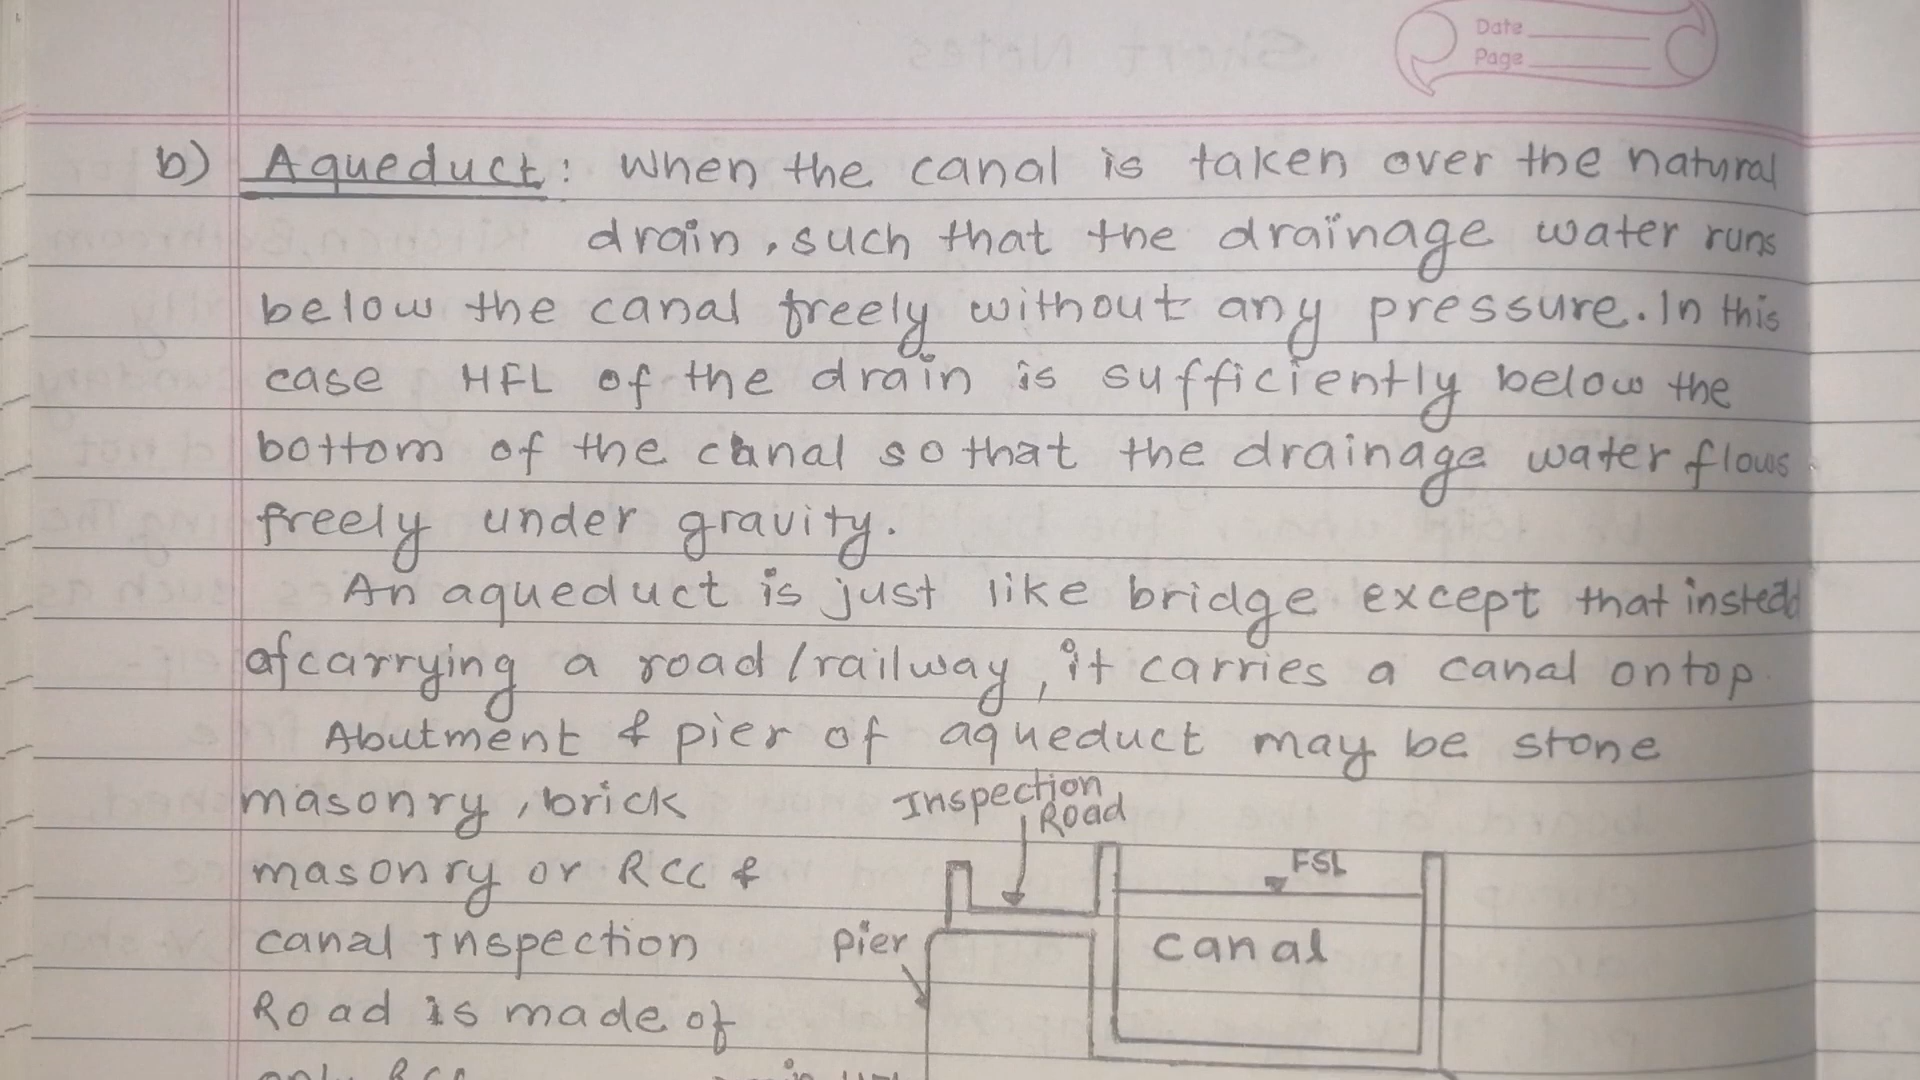 Date
Page
b) Aqueduct: When the canal is taken over the natural
drain, such that the drainage water runs
below the canal freely without any pressure. In this
case HFL of the drain is sufficiently below the
bottom of the canal so that the drainage water flows
freely under gravity.
An aqueduct is just like bridge except that instead
of carrying a road/railway, it carries a canal on top.
Abutment & pier of aqueduct may be stone
masonry, brick
masonry or RCC &
canal Inspection
Road is made of
only RCC
Inspection
Road
FSL
Pier
canal